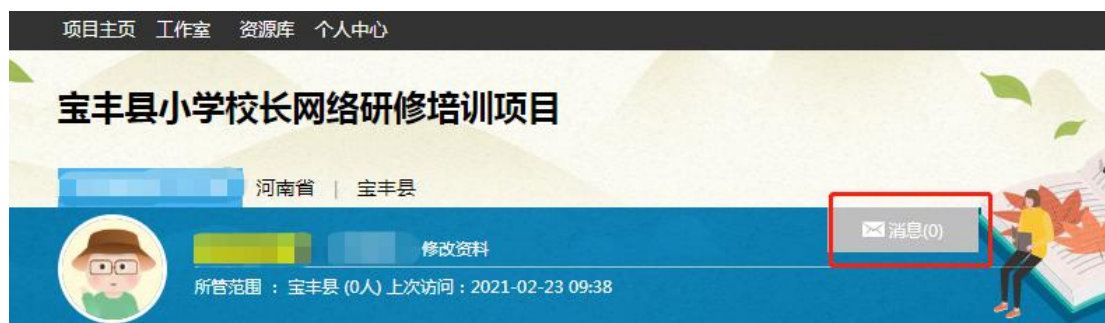 项目主页 工作室 资源库 个人中心
宝丰县小学校长网络研修培训项目
河南省 | 宝丰县
消息(0)
修改资料
所管范围 : 宝丰县 (0人) 上次访问 : 2021-02-23 09:38